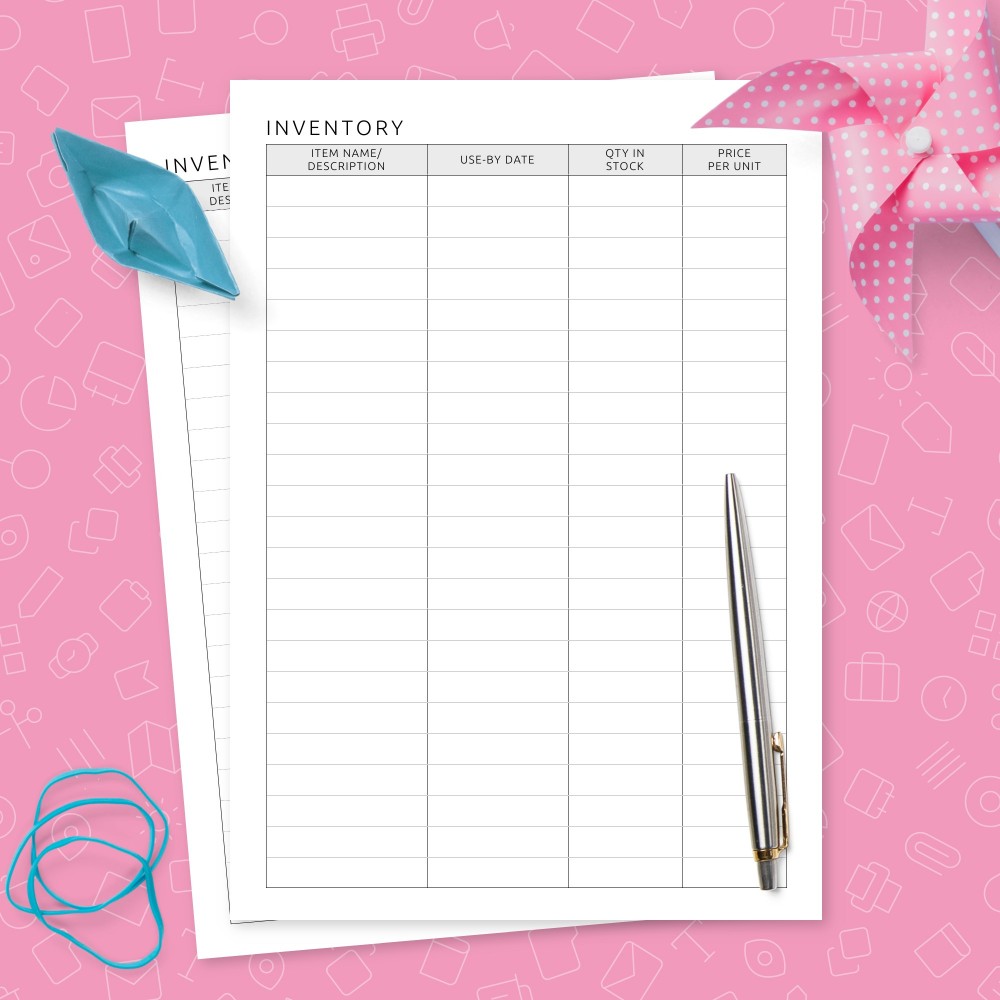 INVENTORY
ITEM NAME/
DESCRIPTION
USE-BY DATE
QTY IN
STOCK
PRICE
PER UNIT
INVEN
ITE
DES